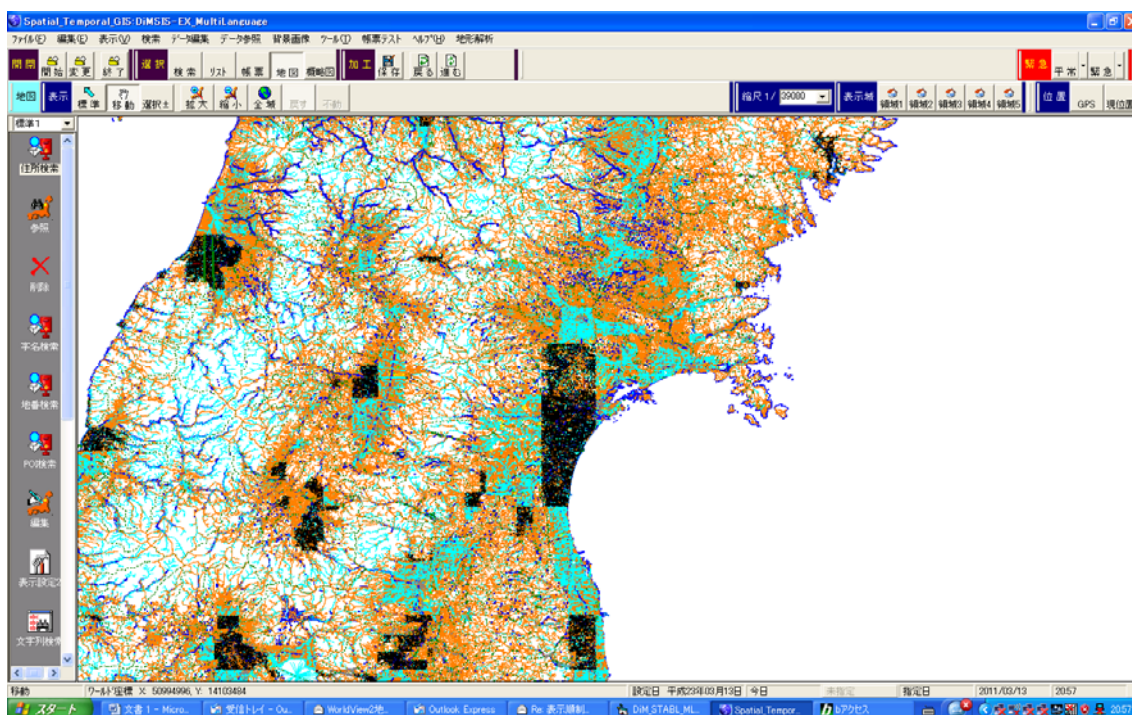 Spatial_Temporal_GIS:DiMSIS-EX_MultiLanguage
ファイル(F) 編集(E) 表示(V) 検索 データ編集 データ参照 背景画像 ツール(T) 帳票テスト ヘルプ(H) 地形解析
開閉 開始 変更 終了 選択 検索 リスト 帳票 地図 概略図 加工 保存 戻る 進む 緊急 平常 緊急
地図 表示 標準 移動 選択± 拡大 縮小 全域 戻す 不動 縮尺1/ 39080 表示域 領域1 領域2 領域3 領域4 領域5 位置 GPS 現位置
標準1
住所検索
参照
削除
字名検索
地番検索
POI検索
編集
表示設定2
文字列検索
移動 ワールド座標 X: 50994996, Y: 14103484 設定日 平成23年03月13日 今日 未指定 指定日 2011/03/13 20:57
スタート 文書 1 - Micro... 受信トレイ - Ou... WorldView2地... Outlook Express Re: 表示順制... DiM_STABL_ML... Spatial_Tempor... bアクセス 20:57